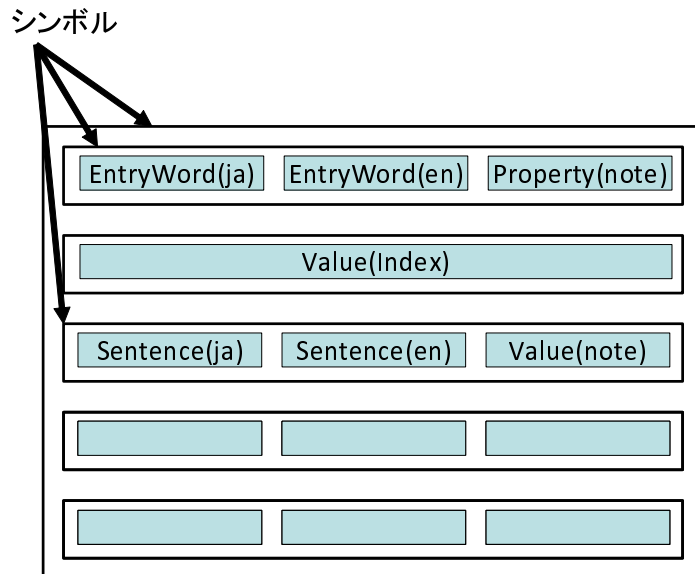 シンボル
EntryWord(ja) EntryWord(en) Property(note)
Value(Index)
Sentence(ja) Sentence(en) Value(note)